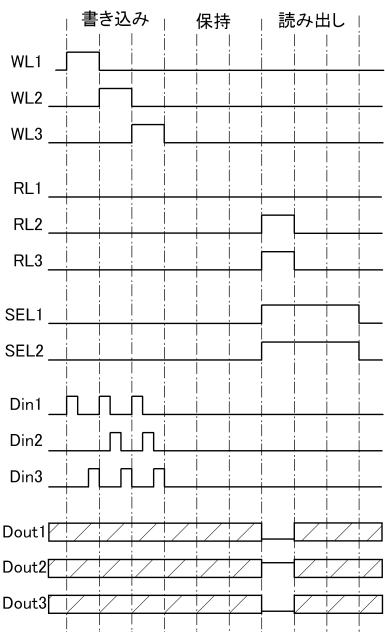 書き込み 保持 読み出し
WL1
WL2
WL3
RL1
RL2
RL3
SEL1
SEL2
Din1
Din2
Din3
Dout1
Dout2
Dout3